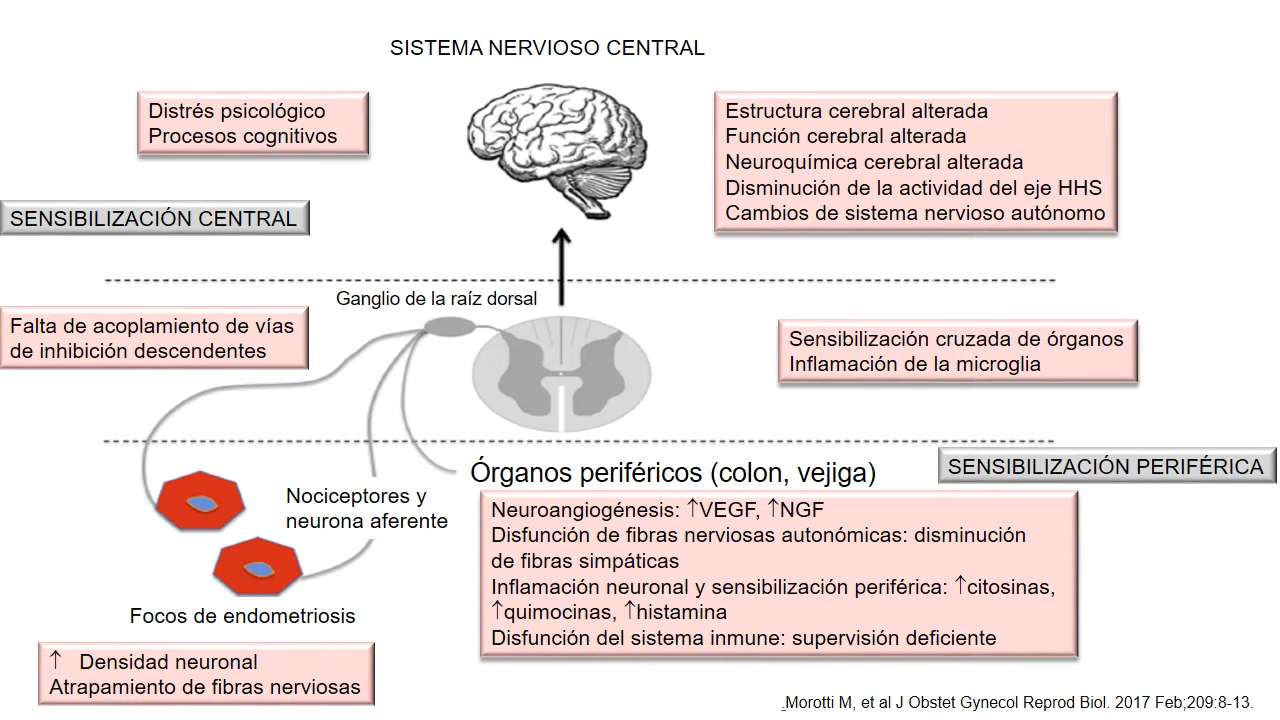 SISTEMA NERVIOSO CENTRAL
Distrés psicológico
Procesos cognitivos
Estructura cerebral alterada
Función cerebral alterada
Neuroquímica cerebral alterada
Disminución de la actividad del eje HHS
Cambios de sistema nervioso autónomo
SENSIBILIZACIÓN CENTRAL
Ganglio de la raíz dorsal
Falta de acoplamiento de vías
de inhibición descendentes
Sensibilización cruzada de órganos
Inflamación de la microglia
Órganos periféricos (colon, vejiga)
SENSIBILIZACIÓN PERIFÉRICA
Nociceptores y
neurona aferente
Neuroangiogénesis: ↑VEGF, ↑NGF
Disfunción de fibras nerviosas autonómicas: disminución
de fibras simpáticas
Inflamación neuronal y sensibilización periférica: ↑citosinas,
↑quimocinas, ↑histamina
Disfunción del sistema inmune: supervisión deficiente
Focos de endometriosis
↑ Densidad neuronal
Atrapamiento de fibras nerviosas
Morotti M, et al J Obstet Gynecol Reprod Biol. 2017 Feb;209:8-13.